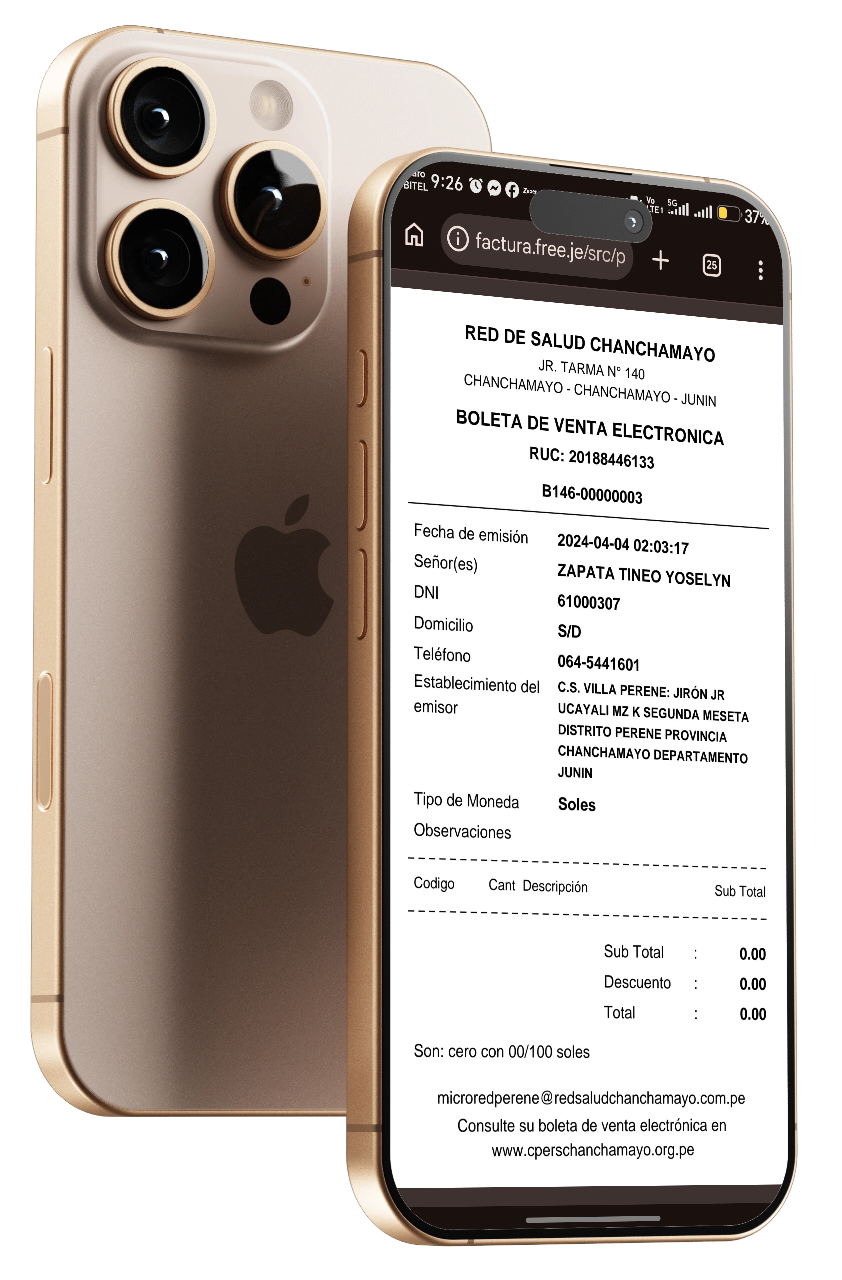 BITEL 9:26 37%
factura.free.je/src/p 25
RED DE SALUD CHANCHAMAYO
JR. TARMA N° 140
CHANCHAMAYO - CHANCHAMAYO - JUNIN
BOLETA DE VENTA ELECTRONICA
RUC: 20188446133
B146-00000003
Fecha de emisión 2024-04-04 02:03:17
Señor(es) ZAPATA TINEO YOSELYN
DNI 61000307
Domicilio S/D
Teléfono 064-5441601
Establecimiento del C.S. VILLA PERENE: JIRÓN JR
emisor UCAYALI MZ K SEGUNDA MESETA
DISTRITO PERENE PROVINCIA
CHANCHAMAYO DEPARTAMENTO
JUNIN
Tipo de Moneda Soles
Observaciones
Codigo Cant Descripción Sub Total
Sub Total : 0.00
Descuento : 0.00
Total : 0.00
Son: cero con 00/100 soles
microredperene@redsaludchanchamayo.com.pe
Consulte su boleta de venta electrónica en
www.cperschanchamayo.org.pe